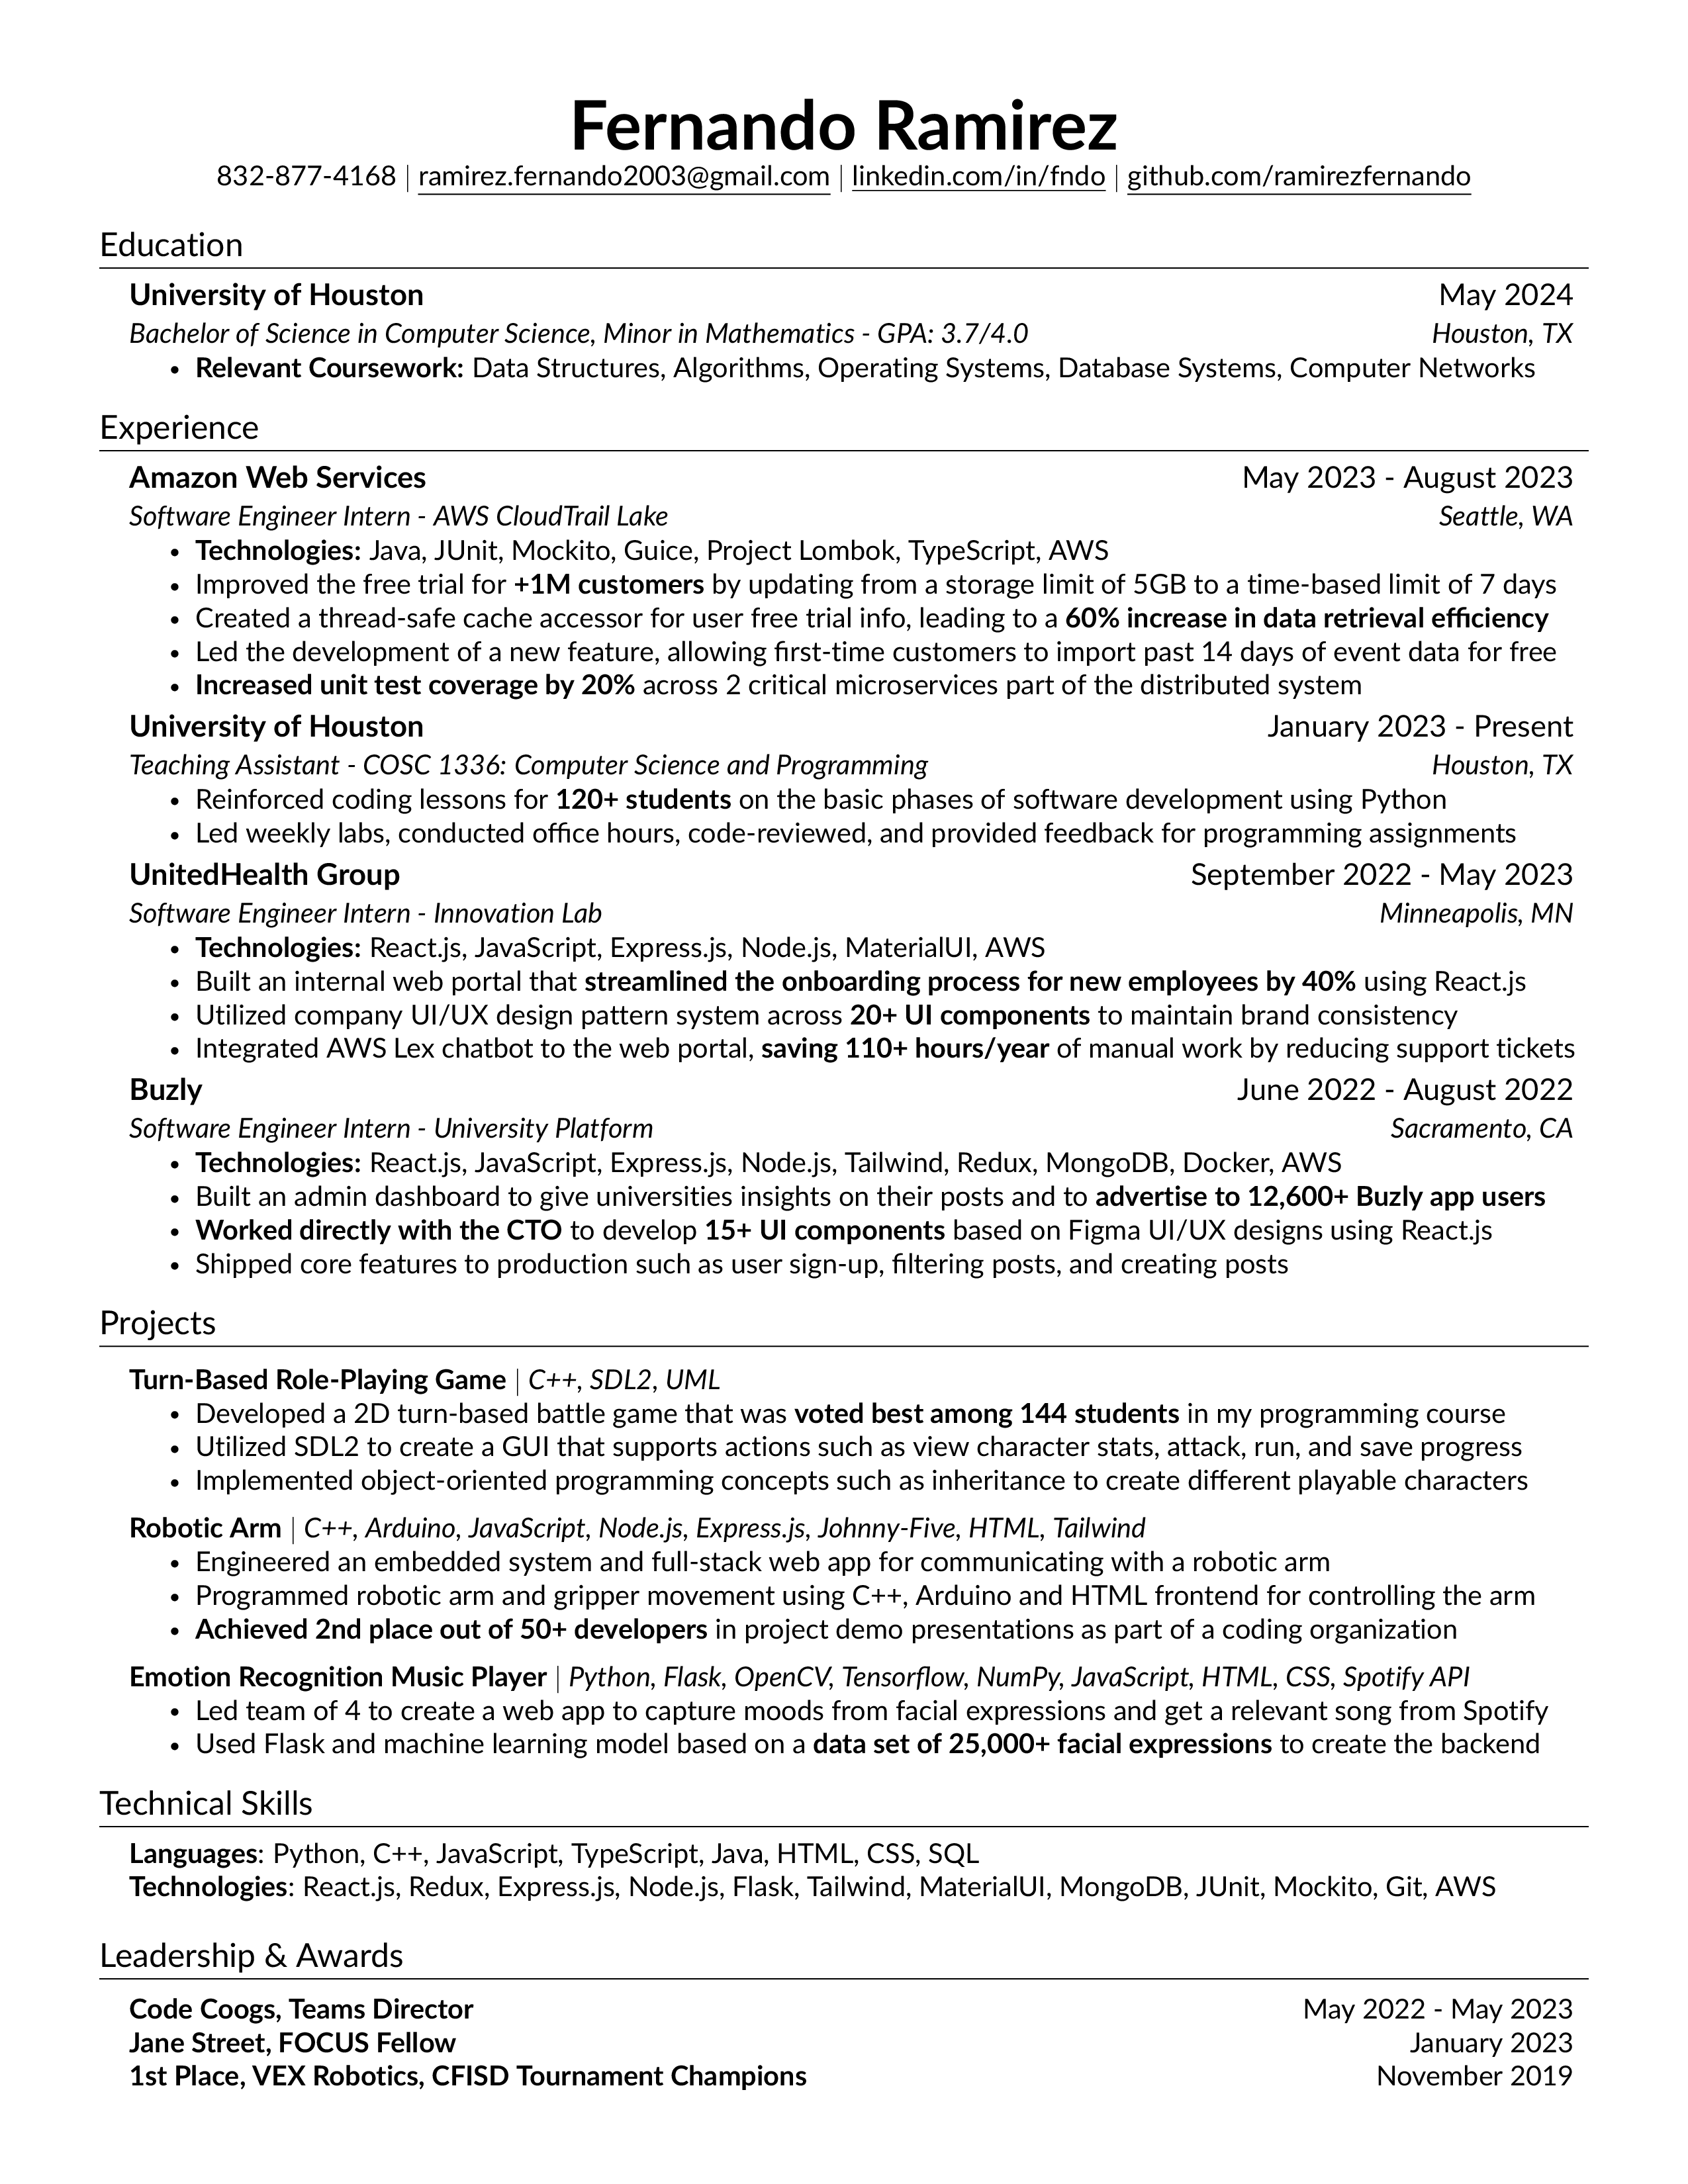 Fernando Ramirez
832-877-4168 | ramirez.fernando2003@gmail.com | linkedin.com/in/fndo | github.com/ramirezfernando
Education
University of Houston May 2024
Bachelor of Science in Computer Science, Minor in Mathematics - GPA: 3.7/4.0 Houston, TX
• Relevant Coursework: Data Structures, Algorithms, Operating Systems, Database Systems, Computer Networks
Experience
Amazon Web Services May 2023 - August 2023
Software Engineer Intern - AWS CloudTrail Lake Seattle, WA
• Technologies: Java, JUnit, Mockito, Guice, Project Lombok, TypeScript, AWS
• Improved the free trial for +1M customers by updating from a storage limit of 5GB to a time-based limit of 7 days
• Created a thread-safe cache accessor for user free trial info, leading to a 60% increase in data retrieval efficiency
• Led the development of a new feature, allowing first-time customers to import past 14 days of event data for free
• Increased unit test coverage by 20% across 2 critical microservices part of the distributed system
University of Houston January 2023 - Present
Teaching Assistant - COSC 1336: Computer Science and Programming Houston, TX
• Reinforced coding lessons for 120+ students on the basic phases of software development using Python
• Led weekly labs, conducted office hours, code-reviewed, and provided feedback for programming assignments
UnitedHealth Group September 2022 - May 2023
Software Engineer Intern - Innovation Lab Minneapolis, MN
• Technologies: React.js, JavaScript, Express.js, Node.js, MaterialUI, AWS
• Built an internal web portal that streamlined the onboarding process for new employees by 40% using React.js
• Utilized company UI/UX design pattern system across 20+ UI components to maintain brand consistency
• Integrated AWS Lex chatbot to the web portal, saving 110+ hours/year of manual work by reducing support tickets
Buzly June 2022 - August 2022
Software Engineer Intern - University Platform Sacramento, CA
• Technologies: React.js, JavaScript, Express.js, Node.js, Tailwind, Redux, MongoDB, Docker, AWS
• Built an admin dashboard to give universities insights on their posts and to advertise to 12,600+ Buzly app users
• Worked directly with the CTO to develop 15+ UI components based on Figma UI/UX designs using React.js
• Shipped core features to production such as user sign-up, filtering posts, and creating posts
Projects
Turn-Based Role-Playing Game | C++, SDL2, UML
• Developed a 2D turn-based battle game that was voted best among 144 students in my programming course
• Utilized SDL2 to create a GUI that supports actions such as view character stats, attack, run, and save progress
• Implemented object-oriented programming concepts such as inheritance to create different playable characters
Robotic Arm | C++, Arduino, JavaScript, Node.js, Express.js, Johnny-Five, HTML, Tailwind
• Engineered an embedded system and full-stack web app for communicating with a robotic arm
• Programmed robotic arm and gripper movement using C++, Arduino and HTML frontend for controlling the arm
• Achieved 2nd place out of 50+ developers in project demo presentations as part of a coding organization
Emotion Recognition Music Player | Python, Flask, OpenCV, Tensorflow, NumPy, JavaScript, HTML, CSS, Spotify API
• Led team of 4 to create a web app to capture moods from facial expressions and get a relevant song from Spotify
• Used Flask and machine learning model based on a data set of 25,000+ facial expressions to create the backend
Technical Skills
Languages: Python, C++, JavaScript, TypeScript, Java, HTML, CSS, SQL
Technologies: React.js, Redux, Express.js, Node.js, Flask, Tailwind, MaterialUI, MongoDB, JUnit, Mockito, Git, AWS
Leadership & Awards
Code Coogs, Teams Director May 2022 - May 2023
Jane Street, FOCUS Fellow January 2023
1st Place, VEX Robotics, CFISD Tournament Champions November 2019